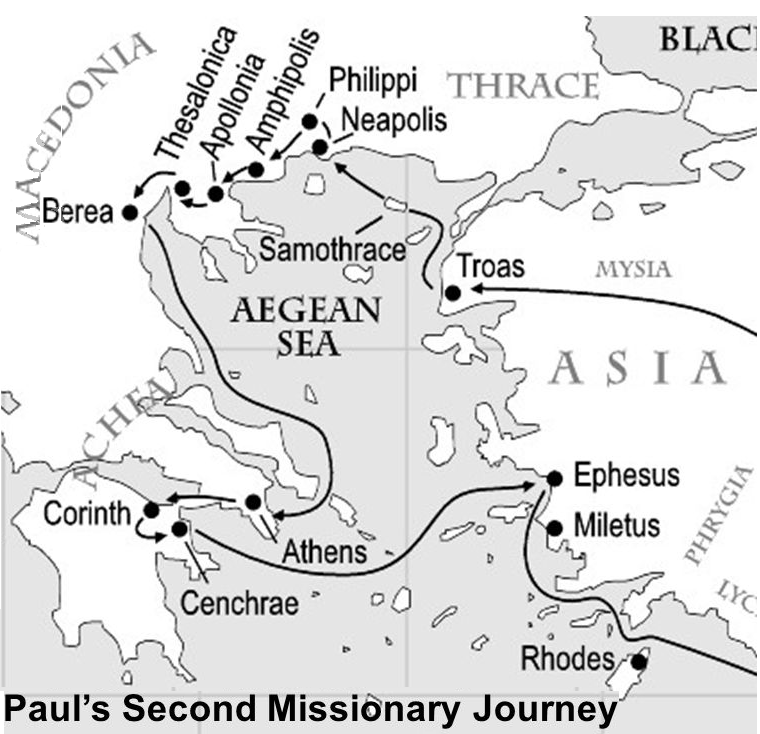 BLAC
MACEDONIA
THRACE
Thesalonica
Apollonia
Amphipolis
Philippi
Neapolis
Berea
Samothrace
Troas
MYSIA
AEGEAN
SEA
ASIA
ACHEA
Ephesus
Corinth
Miletus
PHRYGIA
Athens
Cenchrae
LYC
Rhodes
Paul's Second Missionary Journey